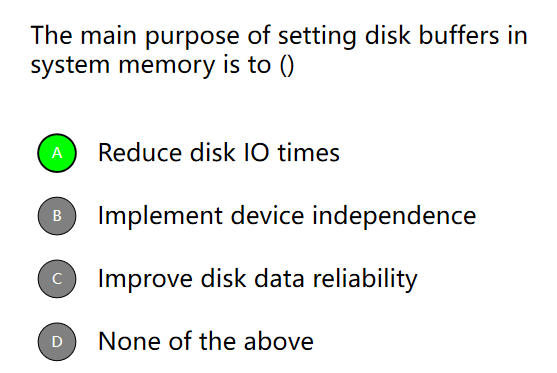 The main purpose of setting disk buffers in
system memory is to ()
A Reduce disk IO times
B Implement device independence
C Improve disk data reliability
D None of the above